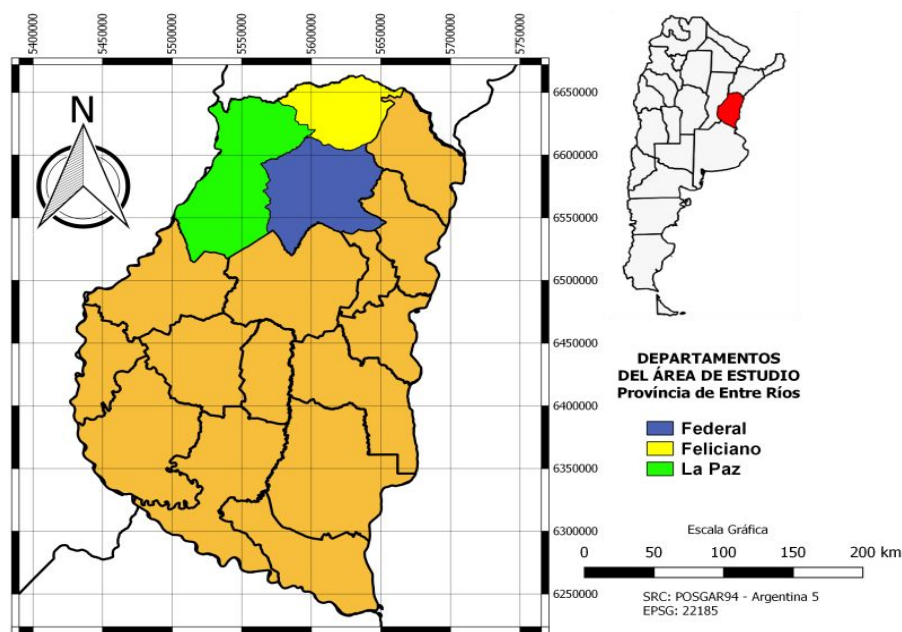 5400000
5450000
5500000
5550000
5600000
5650000
5700000
5750000
N
6650000
6600000
6550000
6500000
6450000
6400000
6350000
6300000
6250000
DEPARTAMENTOS
DEL ÁREA DE ESTUDIO
Província de Entre Ríos
Federal
Feliciano
La Paz
Escala Gráfica
0 50 100 150 200 km
SRC: POSGAR94 - Argentina 5
EPSG: 22185